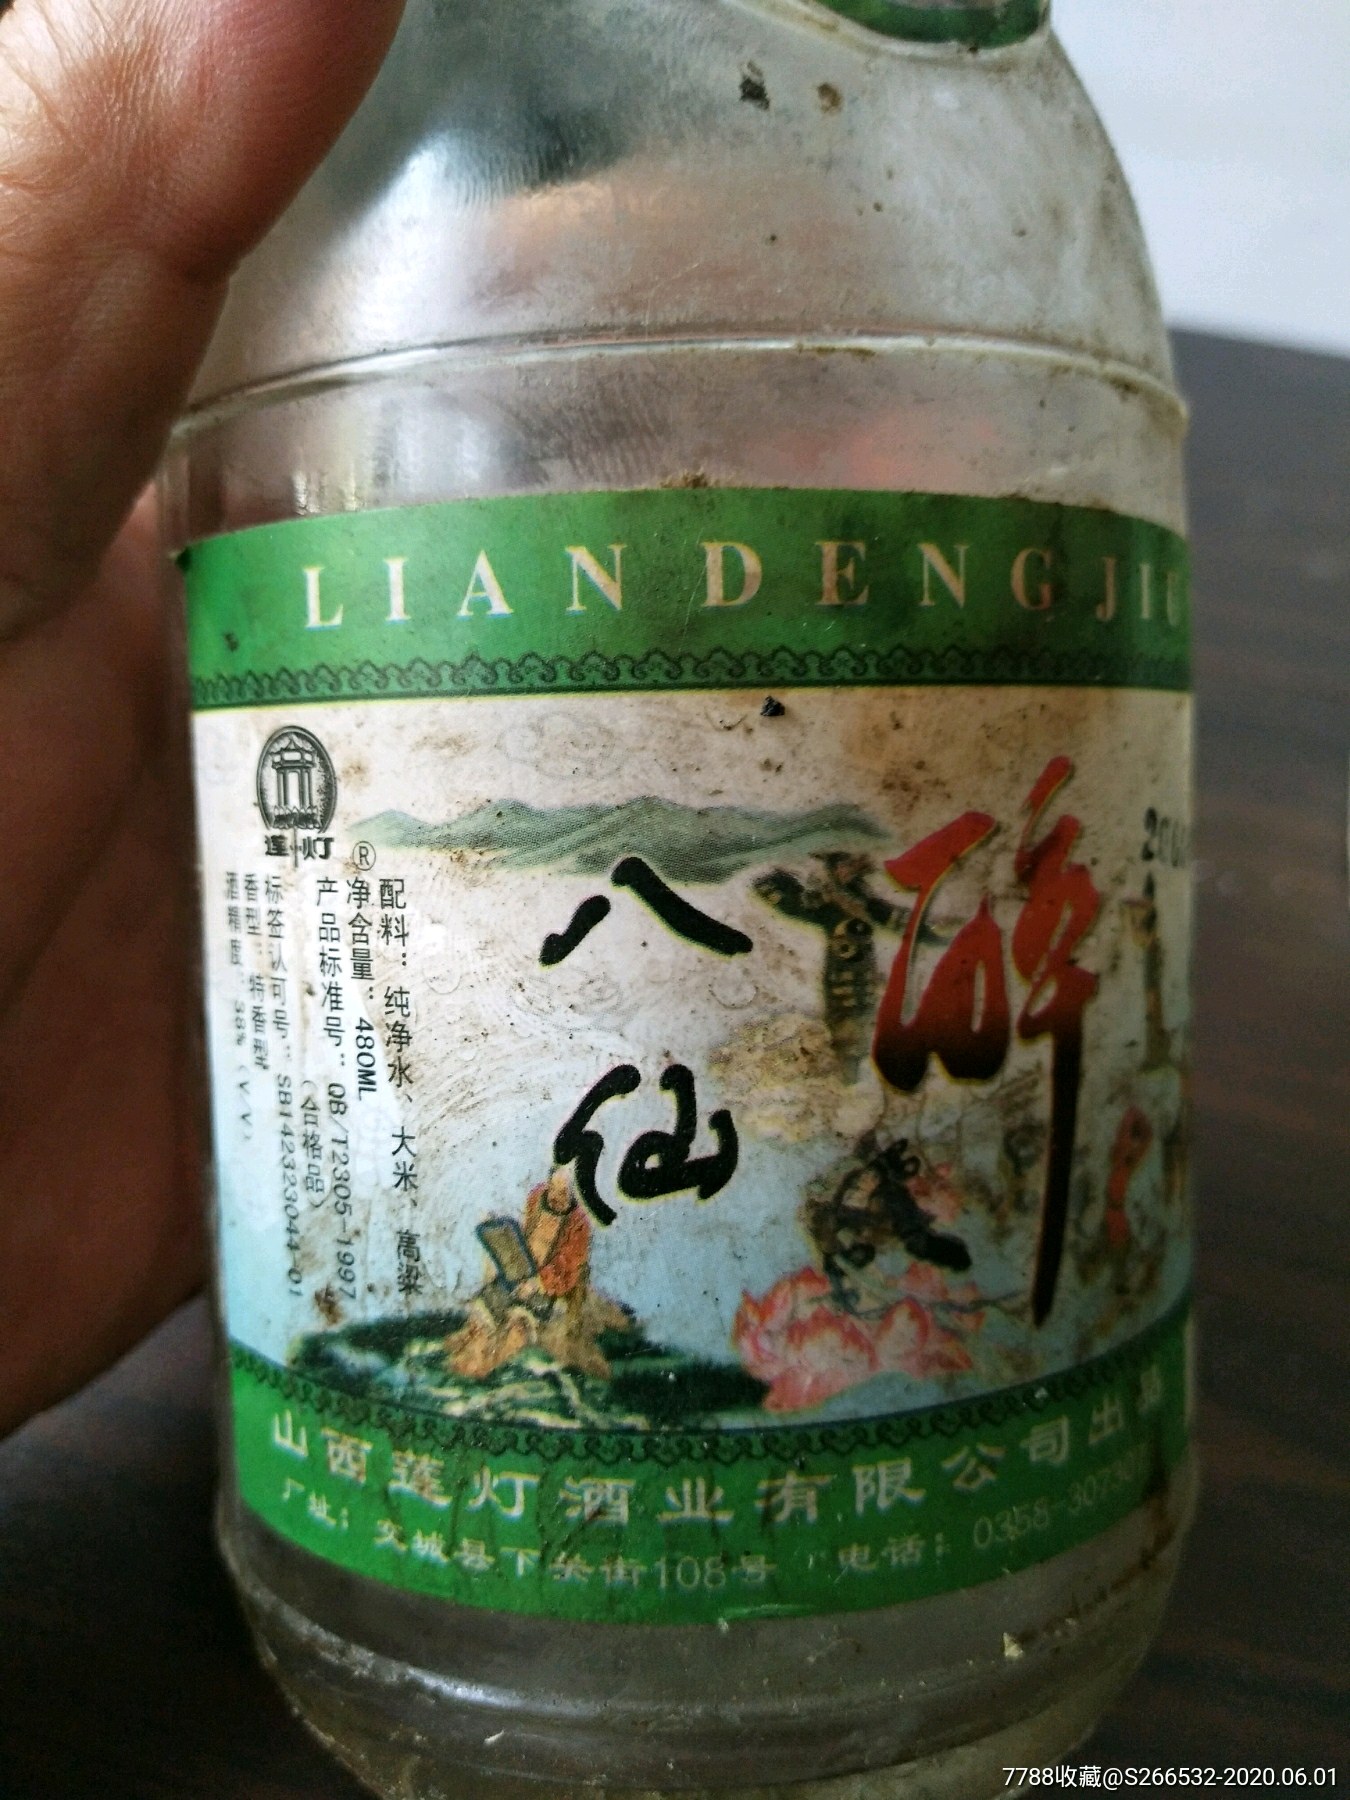 LIAN DENG JIU
莲灯
®
配料：纯净水、大米、高粱
净含量：480ML
产品标准号：QB/T2305-1997
（合格品）
标签认可号：SB142323044-01
香型：特香型
酒精度：38%（V/V）
醉
八仙
山西莲灯酒业有限公司出品
厂址：交城县下关街108号 电话：0358-30730
7788收藏@S266532-2020.06.01